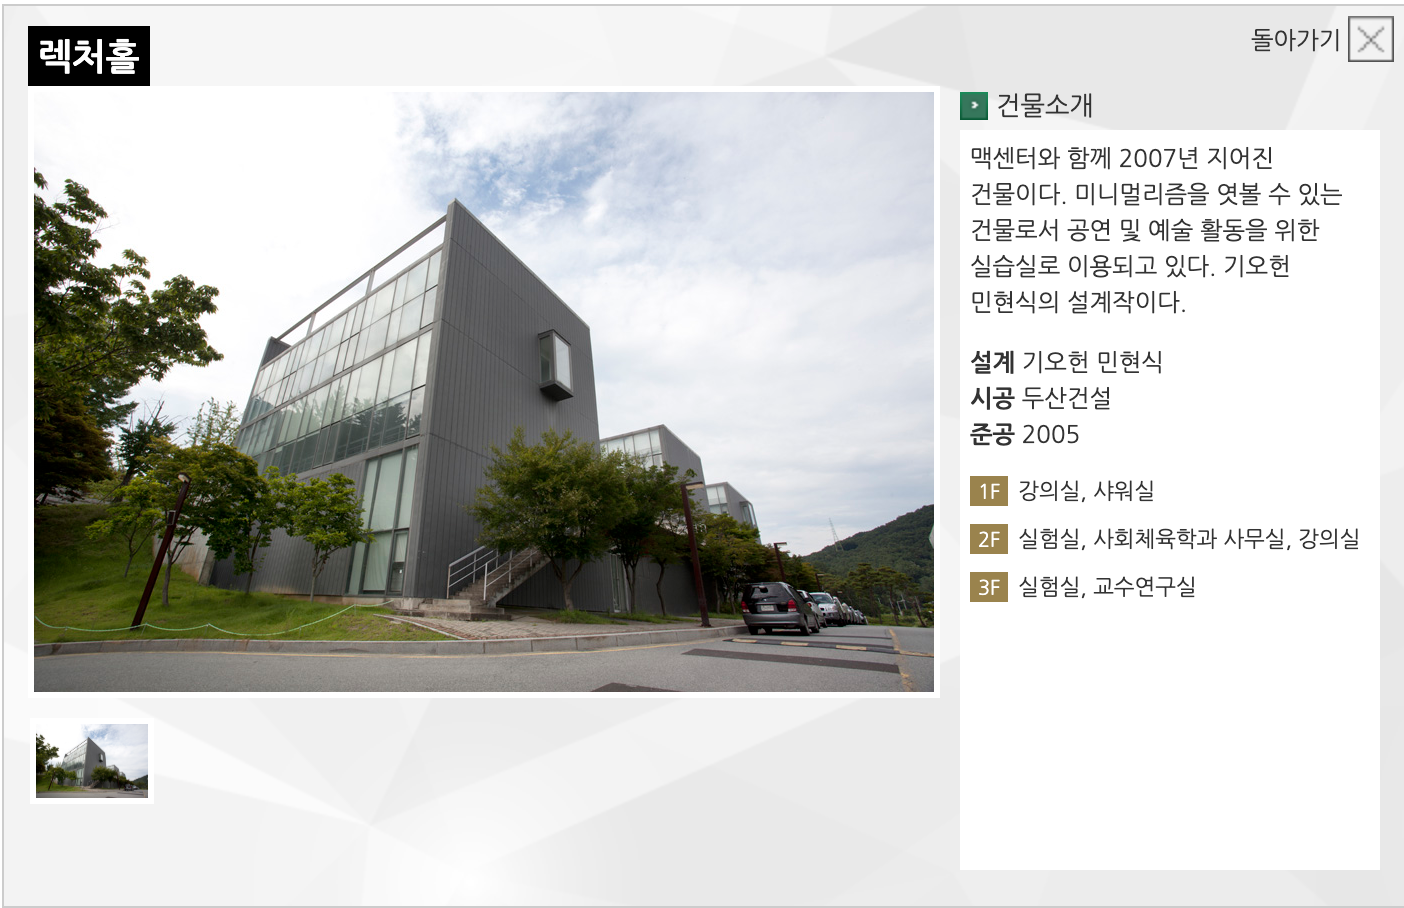 렉처홀
돌아가기
건물소개
맥센터와 함께 2007년 지어진
건물이다. 미니멀리즘을 엿볼 수 있는
건물로서 공연 및 예술 활동을 위한
실습실로 이용되고 있다. 기오헌
민현식의 설계작이다.
설계 기오헌 민현식
시공 두산건설
준공 2005
1F 강의실, 샤워실
2F 실험실, 사회체육학과 사무실, 강의실
3F 실험실, 교수연구실